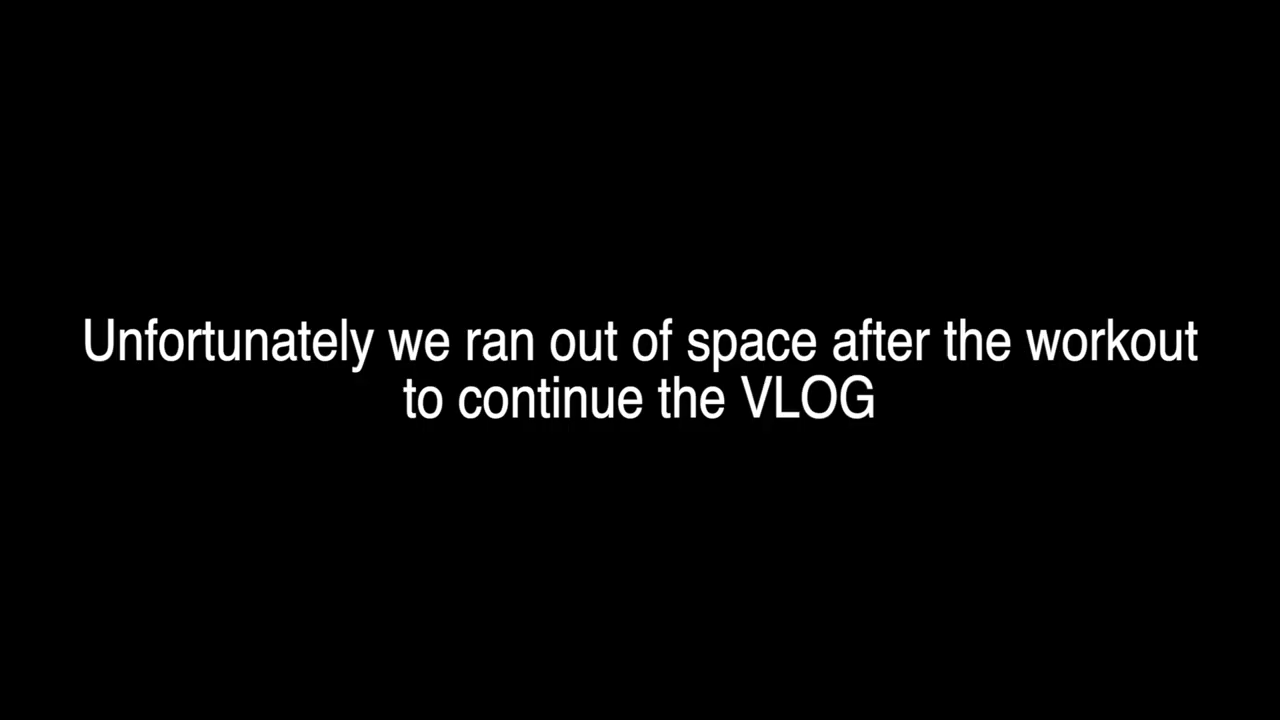 Unfortunately we ran out of space after the workout
to continue the VLOG